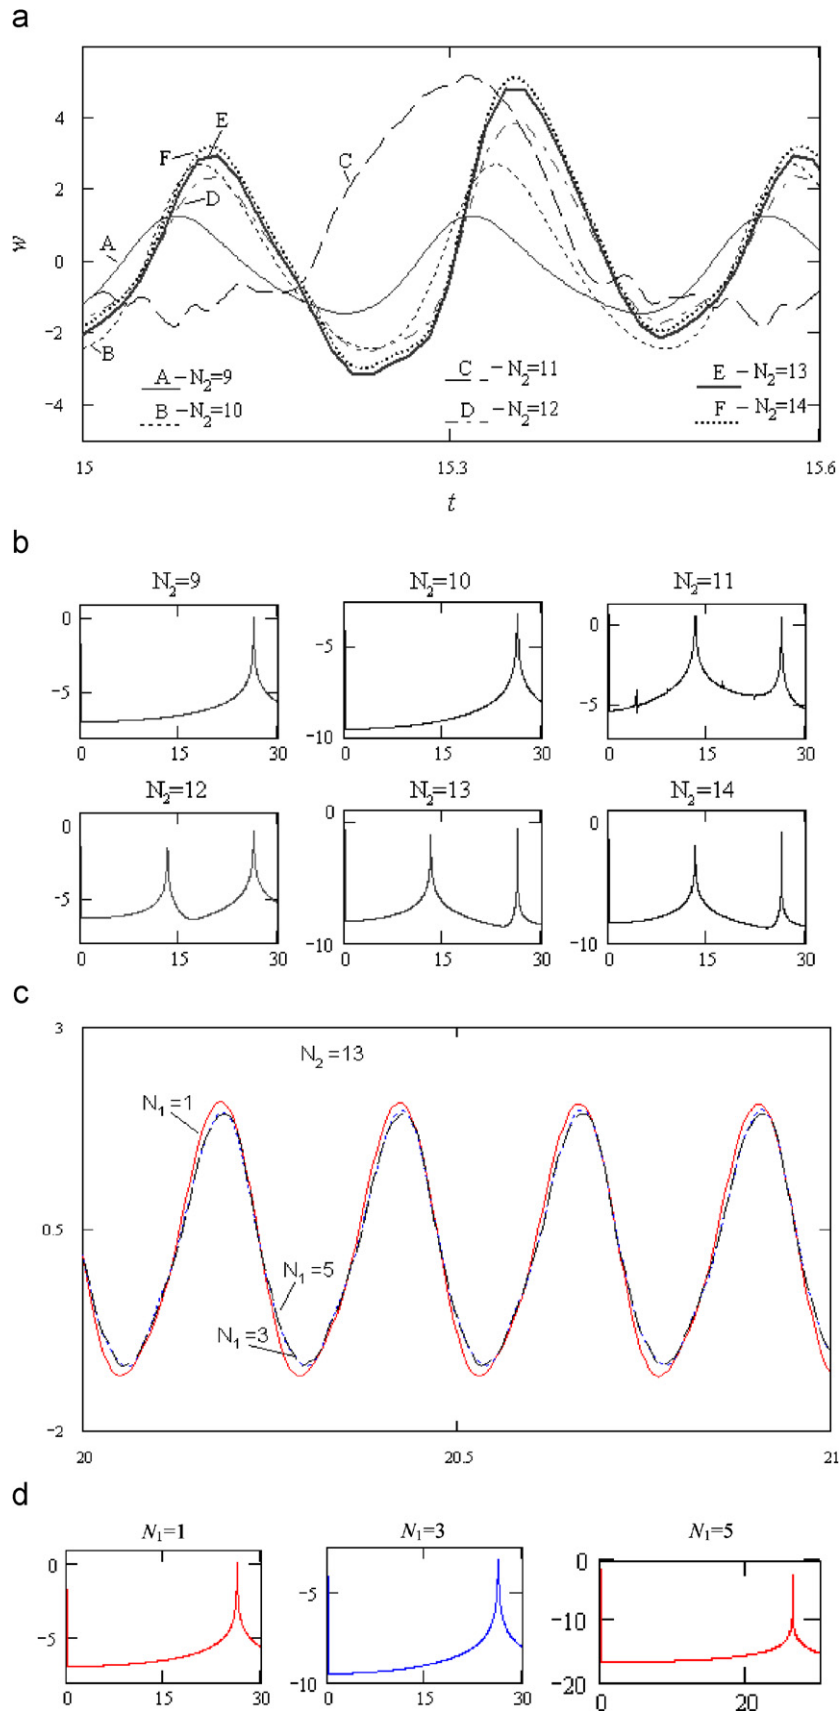 a
4
2
0
−2
−4
w
A
B
C
D
E
F
A – N₂=9
B – N₂=10
C – N₂=11
D – N₂=12
E – N₂=13
F – N₂=14
15
15.3
15.6
t
b
N₂=9
N₂=10
N₂=11
0
−5
0
15
30
−5
−10
0
15
30
0
−5
0
15
30
N₂=12
N₂=13
N₂=14
0
−5
0
15
30
0
−10
0
15
30
0
−10
0
15
30
c
3
0.5
−2
N₂=13
N₁=1
N₁=5
N₁=3
20
20.5
21
d
N₁=1
N₁=3
N₁=5
0
−5
0
15
30
−5
−10
0
15
30
0
−10
−20
0
20